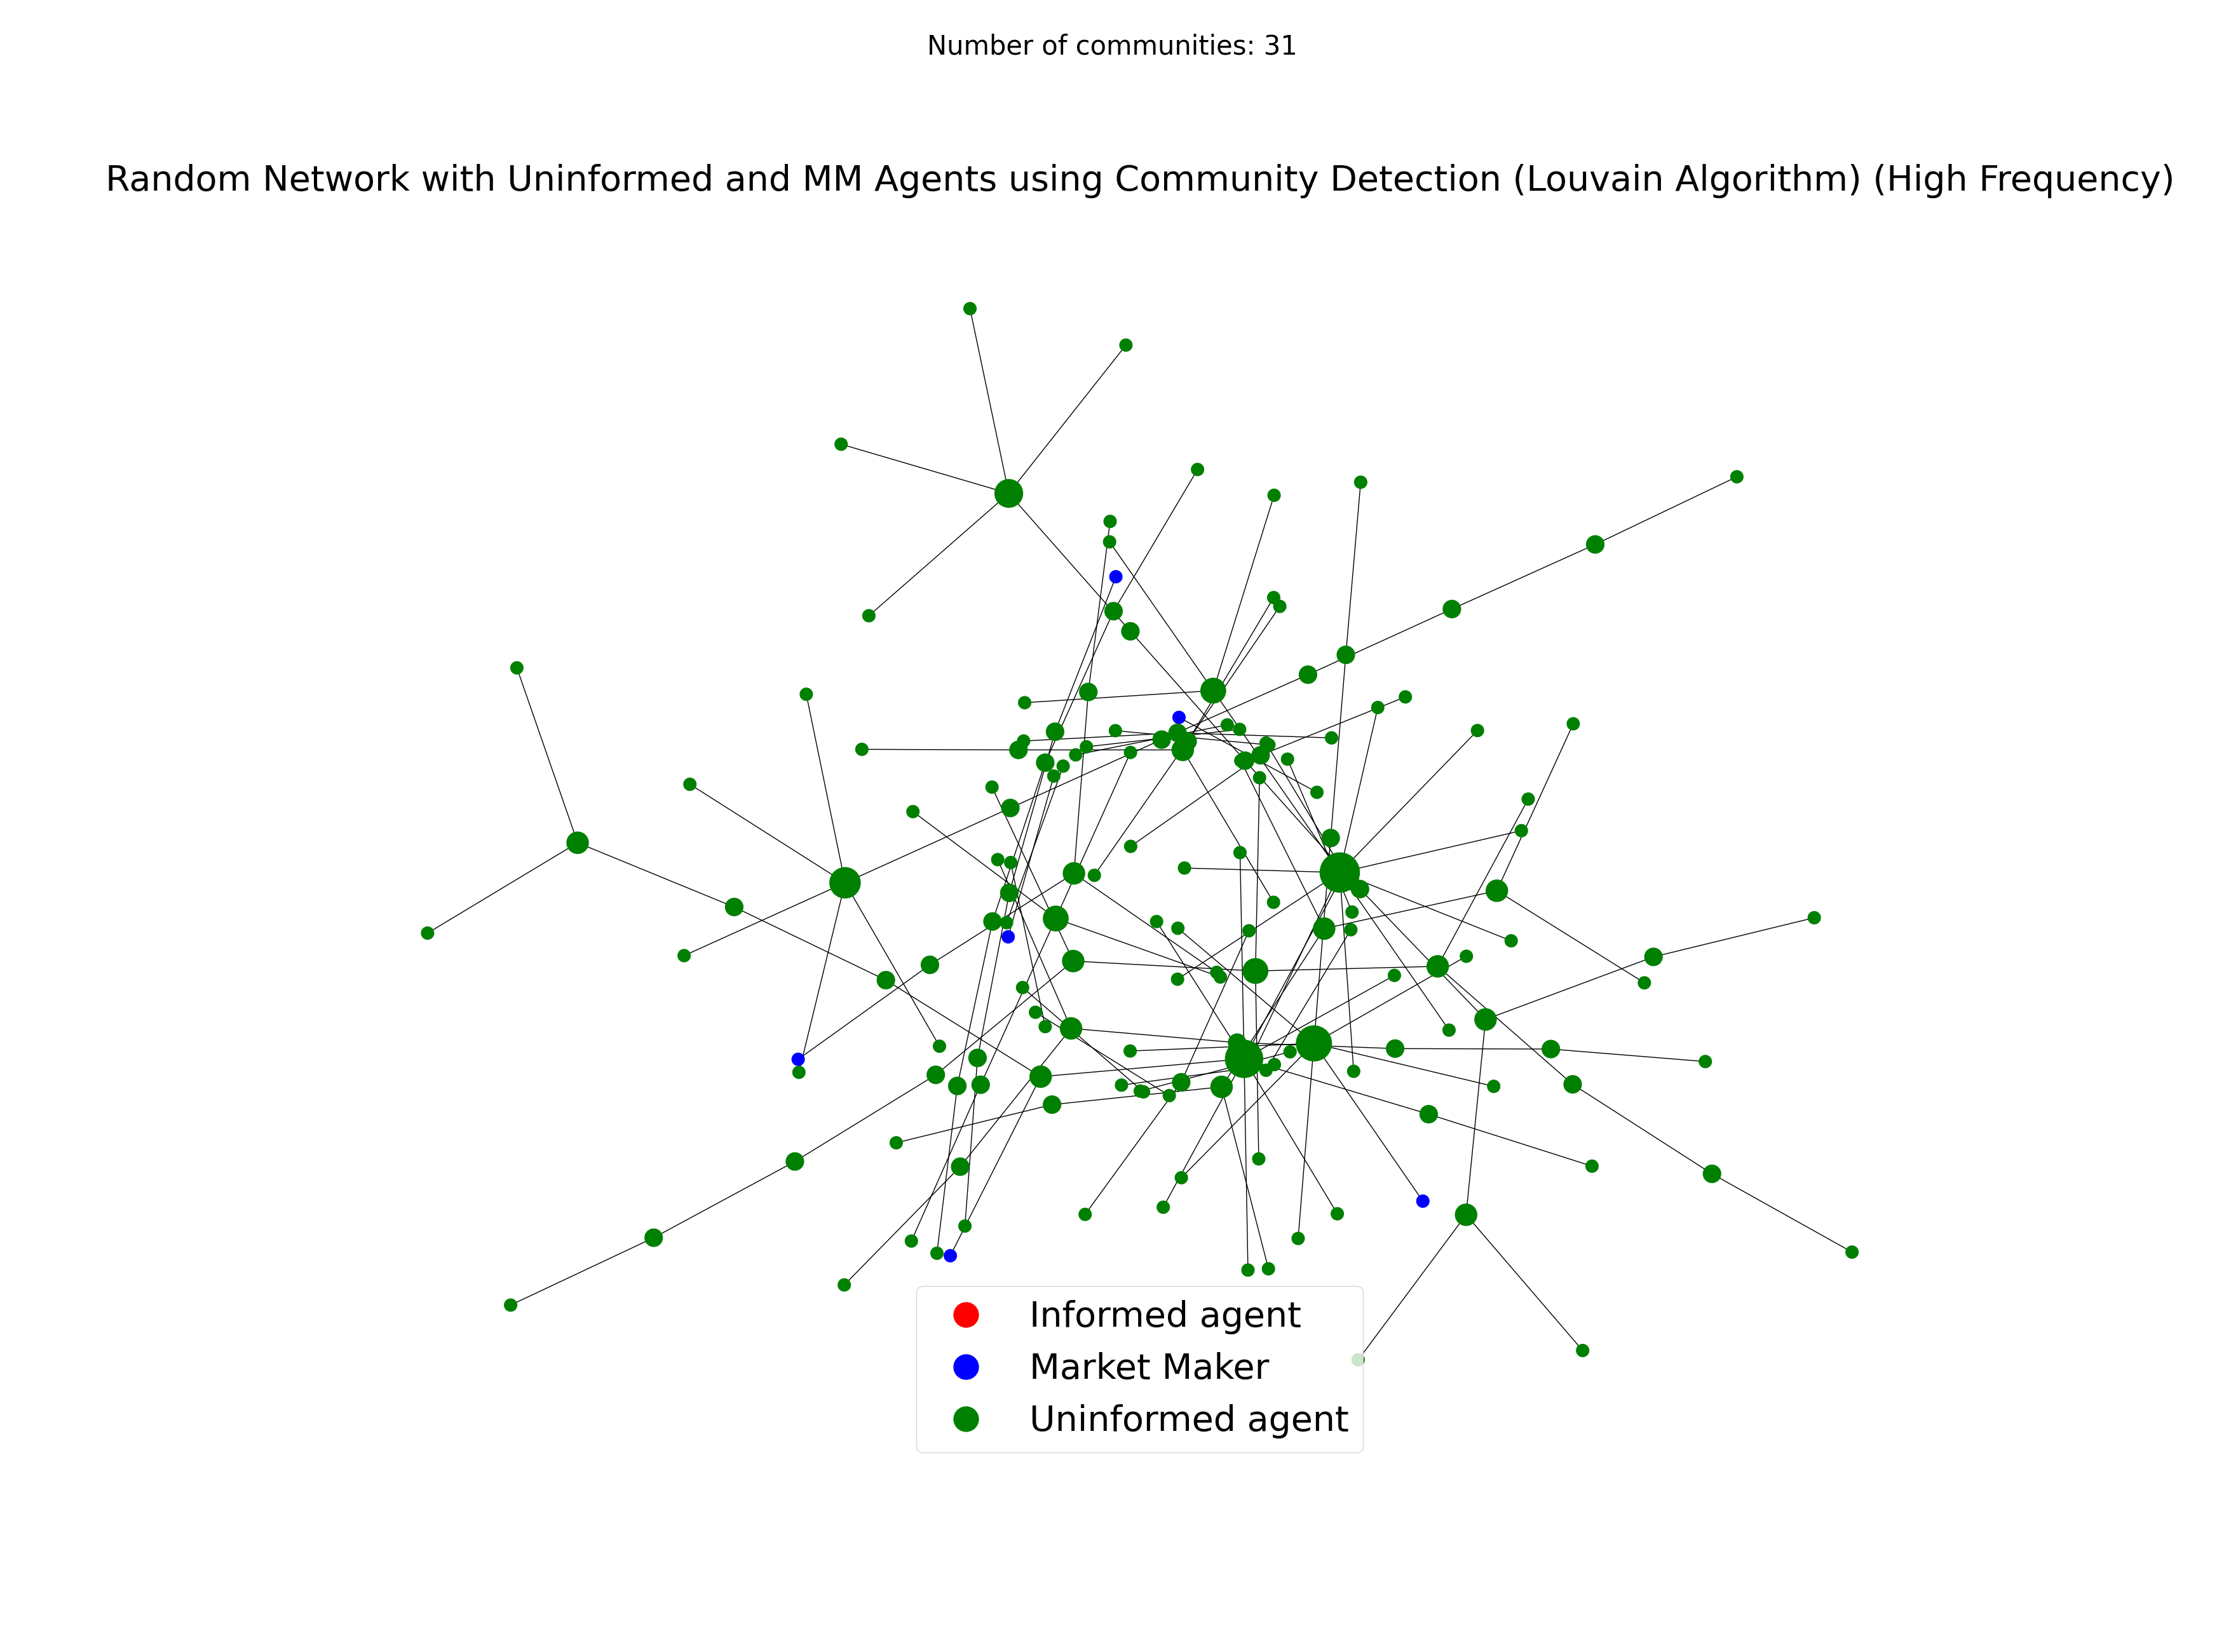 Number of communities: 31
Random Network with Uninformed and MM Agents using Community Detection (Louvain Algorithm) (High Frequency)
Informed agent
Market Maker
Uninformed agent